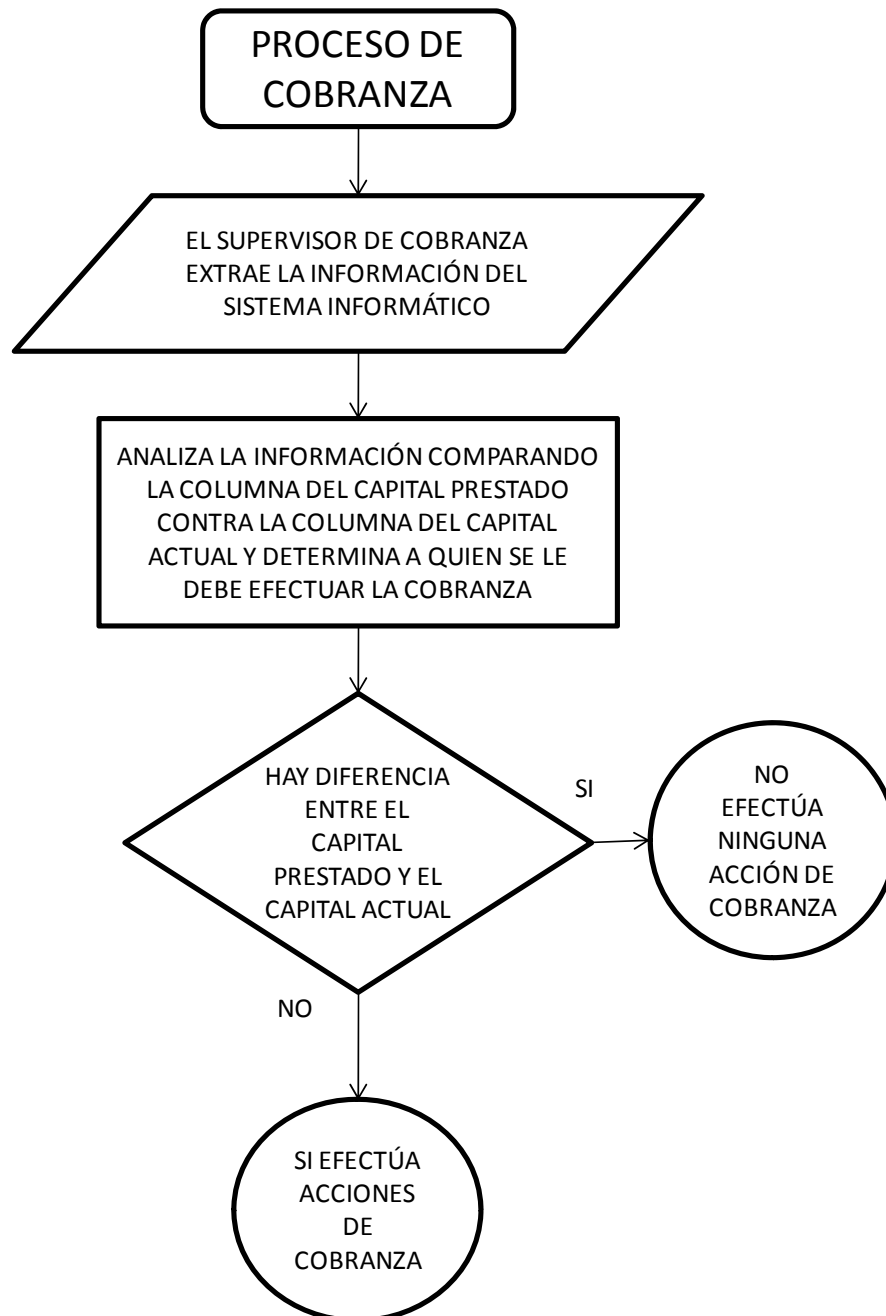 PROCESO DE
COBRANZA
EL SUPERVISOR DE COBRANZA
EXTRAE LA INFORMACIÓN DEL
SISTEMA INFORMÁTICO
ANALIZA LA INFORMACIÓN COMPARANDO
LA COLUMNA DEL CAPITAL PRESTADO
CONTRA LA COLUMNA DEL CAPITAL
ACTUAL Y DETERMINA A QUIEN SE LE
DEBE EFECTUAR LA COBRANZA
HAY DIFERENCIA
ENTRE EL
CAPITAL
PRESTADO Y EL
CAPITAL ACTUAL
SI
NO
EFECTÚA
NINGUNA
ACCIÓN DE
COBRANZA
NO
SI EFECTÚA
ACCIONES
DE
COBRANZA